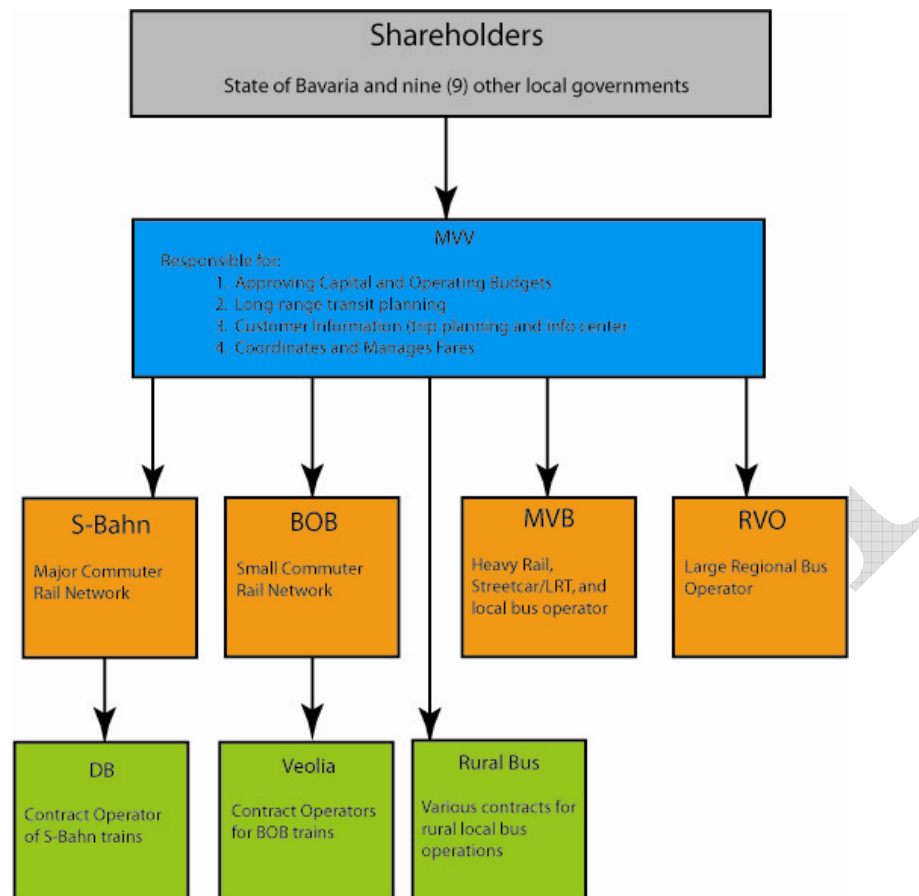 Shareholders
State of Bavaria and nine (9) other local governments
MVV
Responsible for:
1. Approving Capital and Operating Budgets
2. Long-range transit planning
3. Customer Information (trip planning and info center
4. Coordinates and Manages Fares
S-Bahn
Major Commuter
Rail Network
BOB
Small Commuter
Rail Network
MVB
Heavy Rail,
Streetcar/LRT, and
local bus operator
RVO
Large Regional Bus
Operator
DB
Contract Operator
of S-Bahn trains
Veolia
Contract Operators
for BOB trains
Rural Bus
Various contracts for
rural local bus
operations